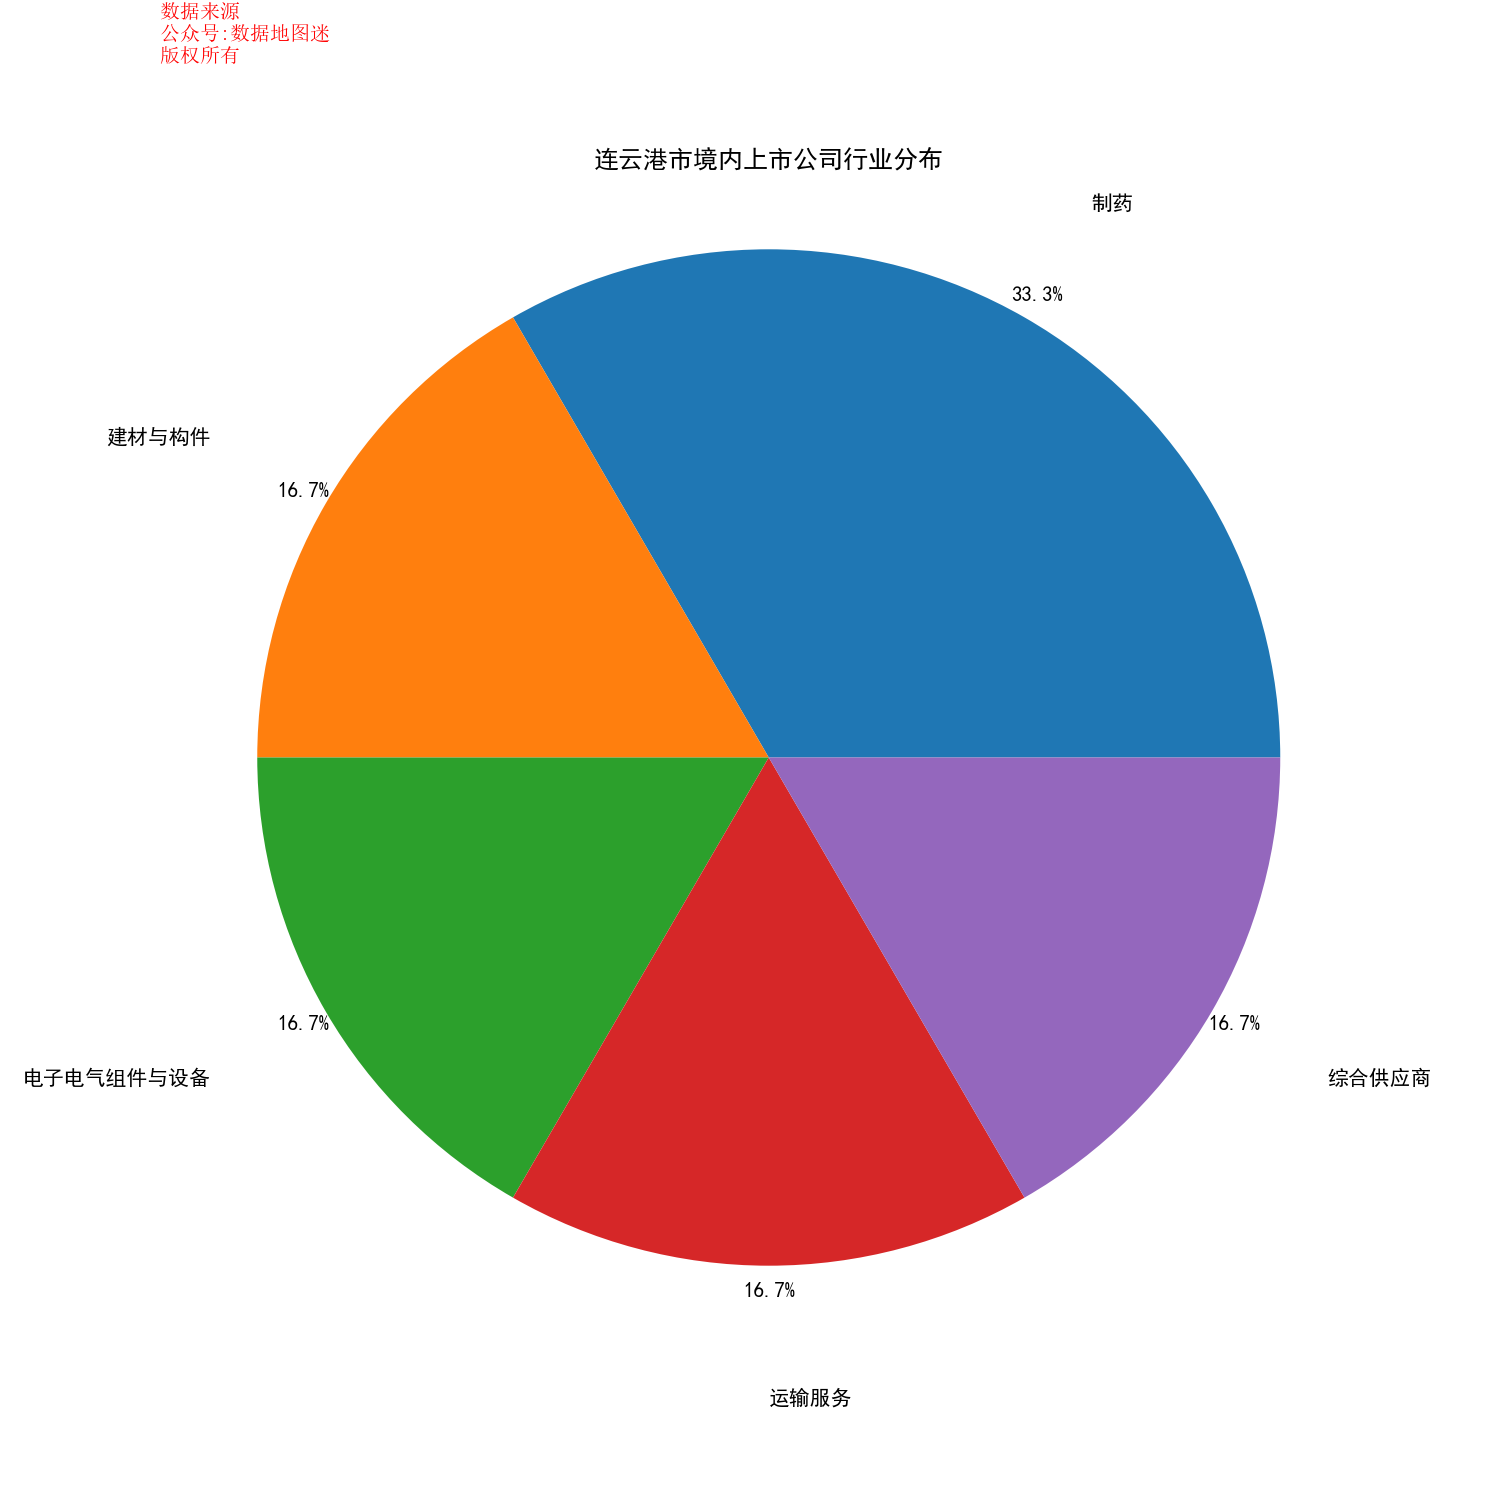 数据来源
公众号:数据地图迷
版权所有
连云港市境内上市公司行业分布
制药
33.3%
建材与构件
16.7%
16.7%
电子电气组件与设备
16.7%
综合供应商
16.7%
运输服务